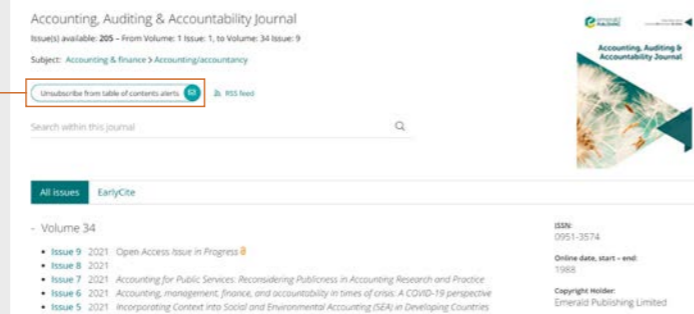 Accounting, Auditing & Accountability Journal
Issue(s) available: 205 – From Volume: 1 Issue: 1, to Volume: 34 Issue: 9
Subject: Accounting & finance > Accounting/accountancy
Unsubscribe from table of contents alerts
RSS feed
Search within this journal
emerald
PUBLISHING
Accounting, Auditing &
Accountability Journal
All issues
EarlyCite
- Volume 34
• Issue 9 2021 Open Access Issue in Progress
• Issue 8 2021
• Issue 7 2021 Accounting for Public Services: Reconsidering Publicness in Accounting Research and Practice
• Issue 6 2021 Accounting, management, finance, and accountability in times of crisis: A COVID-19 perspective
• Issue 5 2021 Incorporating Context into Social and Environmental Accounting (SEA) in Developing Countries
ISSN:
0951-3574
Online date, start – end:
1988
Copyright Holder:
Emerald Publishing Limited